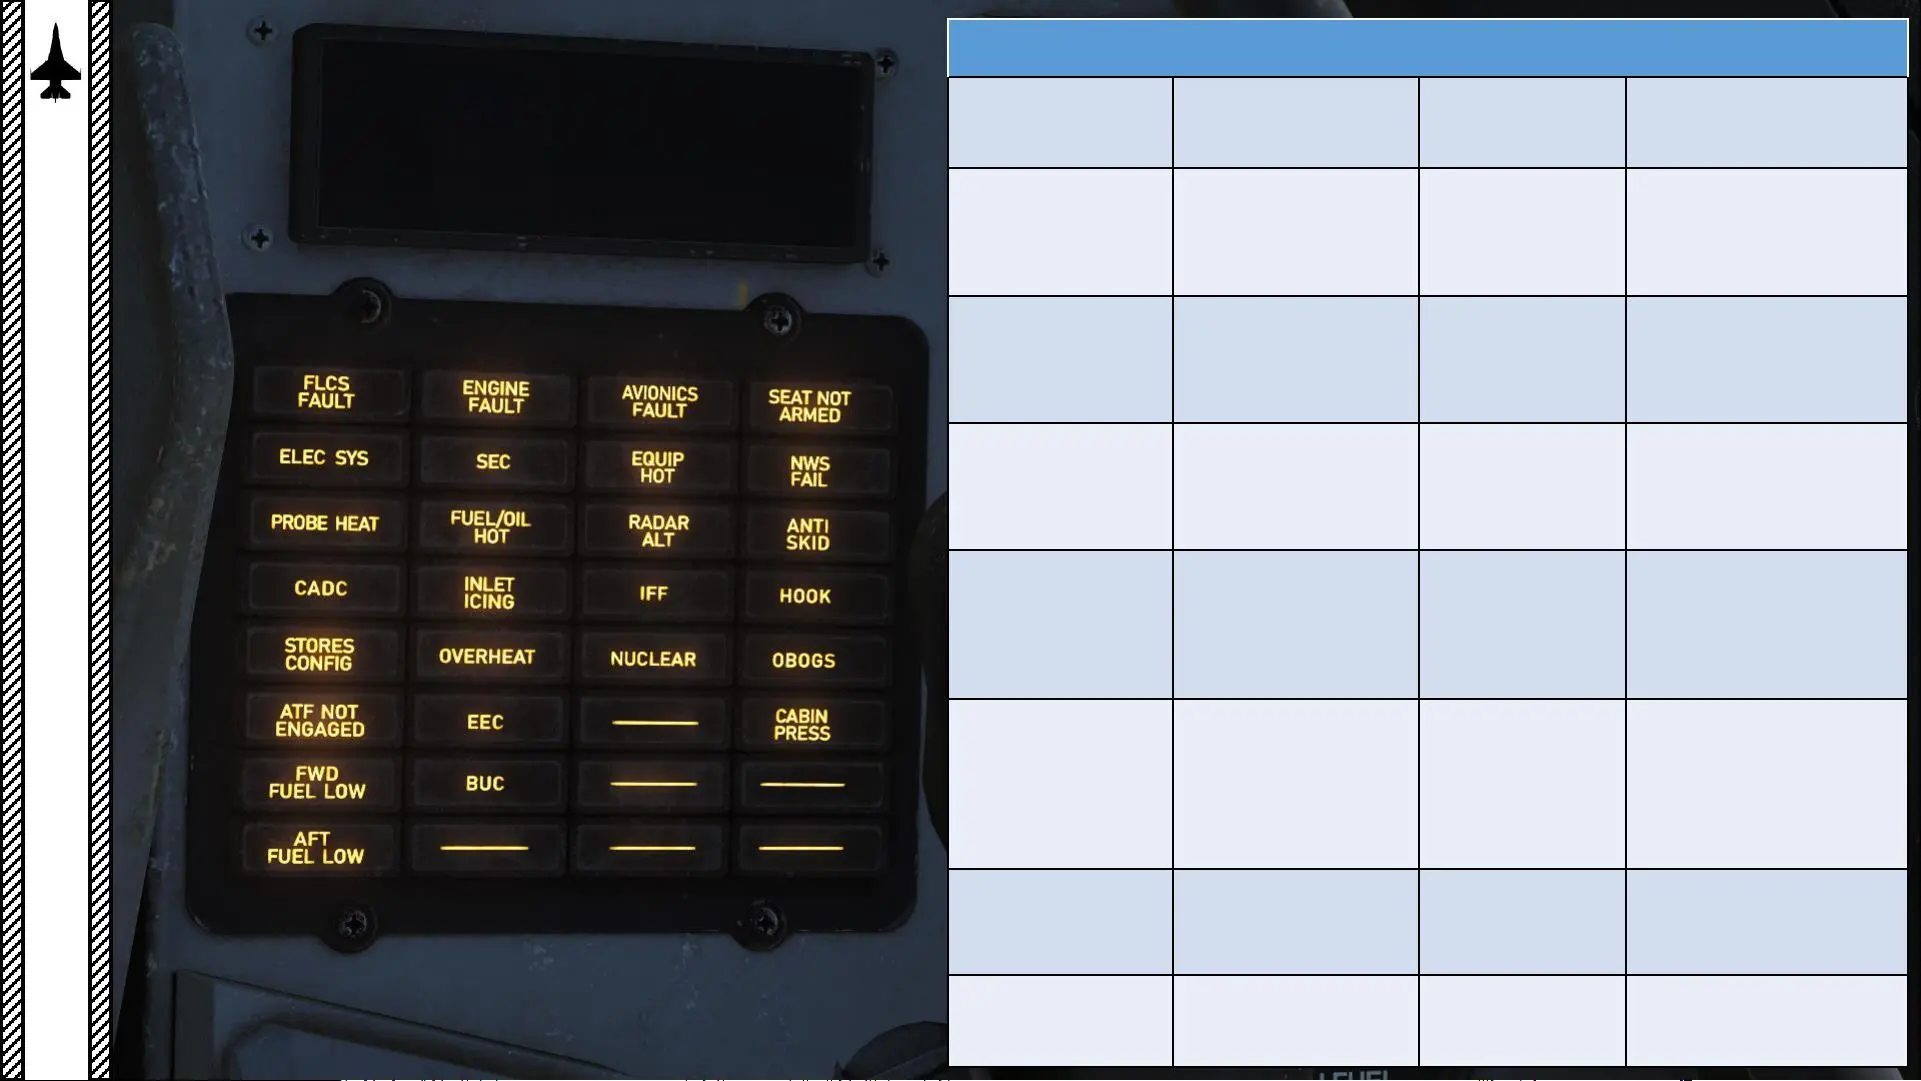 FLCS
FAULT
ENGINE
FAULT
AVIONICS
FAULT
SEAT NOT
ARMED
ELEC SYS
SEC
EQUIP
HOT
NWS
FAIL
PROBE HEAT
FUEL/OIL
HOT
RADAR
ALT
ANTI
SKID
CADC
INLET
ICING
IFF
HOOK
STORES
CONFIG
OVERHEAT
NUCLEAR
OBOGS
ATF NOT
ENGAGED
EEC
CABIN
PRESS
FWD
FUEL LOW
BUC
AFT
FUEL LOW